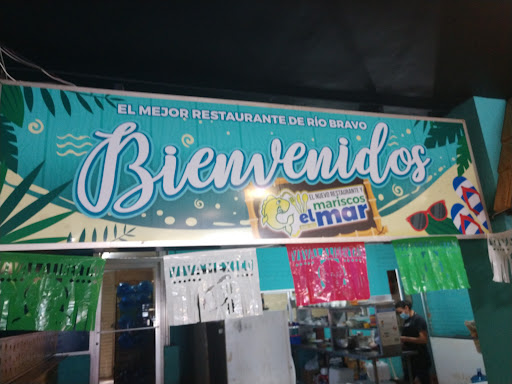 EL MEJOR RESTAURANTE DE RÍO BRAVO
Bienvenidos
EL NUEVO RESTAURANTE Y
mariscos
el mar
VIVA MEXICO